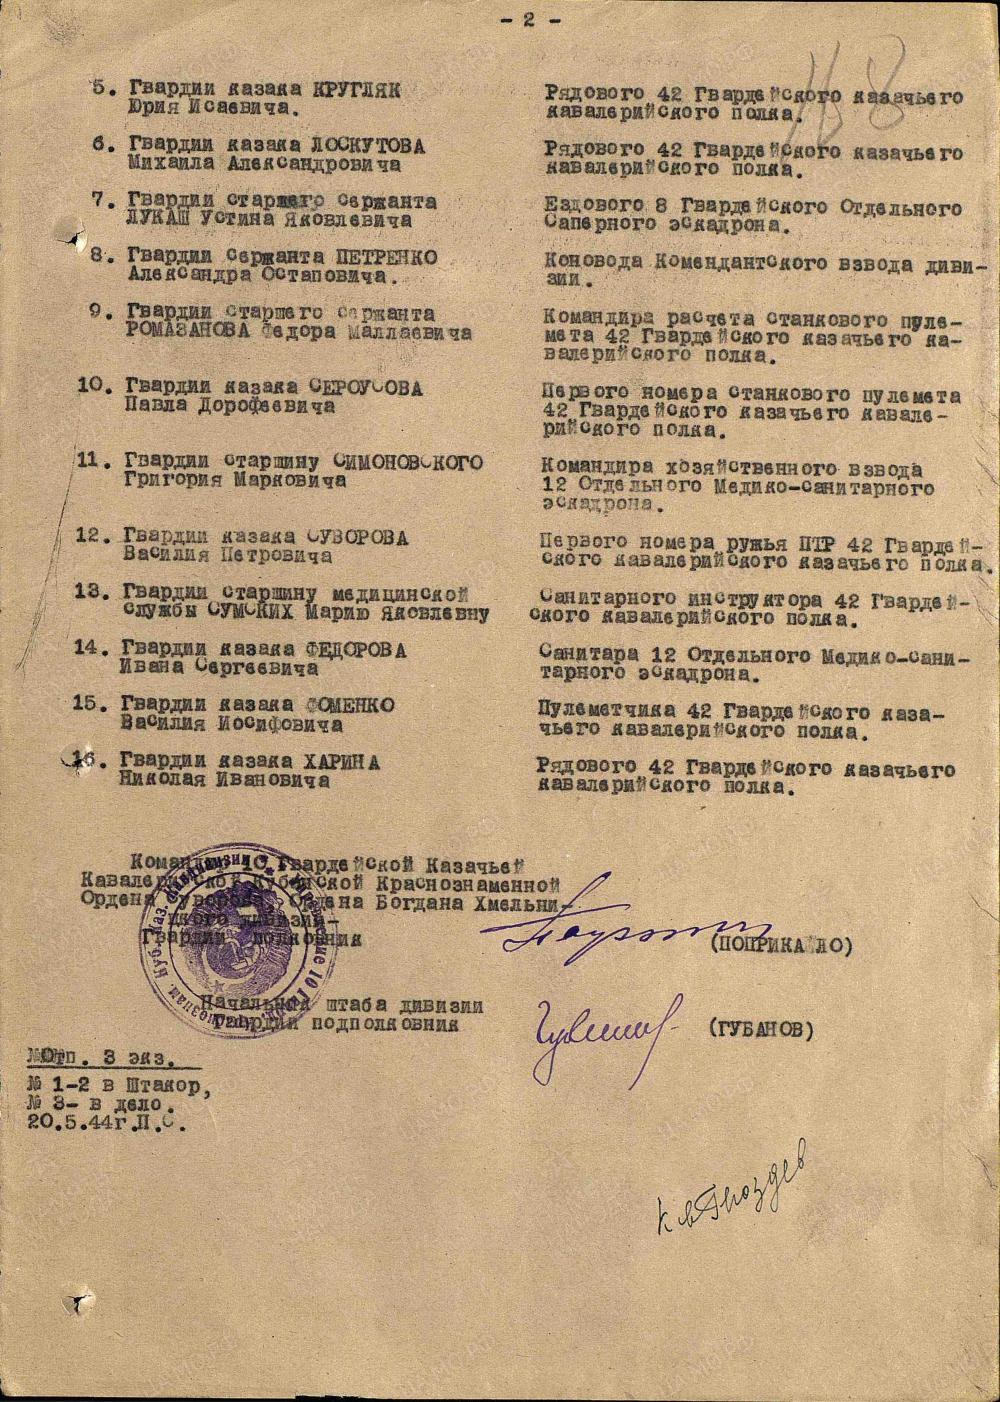 - 2 -
5. Гвардии казака КРУГЛЯК
Юрия Исаевича.
Рядового 42 Гвардейского казачьего
кавалерийского полка.
6. Гвардии казака ЛОСКУТОВА
Михаила Александровича
Рядового 42 Гвардейского казачьего
кавалерийского полка.
7. Гвардии старшего сержанта
ЛУКАШ Устина Яковлевича
Ездового 8 Гвардейского Отдельного
Саперного эскадрона.
8. Гвардии сержанта ПЕТРЕНКО
Александра Остаповича.
Коновода Комендантского взвода диви-
зии.
9. Гвардии старшего сержанта
РОМАЗАНОВА Федора Маллаевича
Командира расчета станкового пуле-
мета 42 Гвардейского казачьего ка-
валерийского полка.
10. Гвардии казака СЕРОУСОВА
Павла Дорофеевича
Первого номера станкового пулемета
42 Гвардейского казачьего кавале-
рийского полка.
11. Гвардии старшину СИМОНОВСКОГО
Григория Марковича
Командира хозяйственного взвода
12 Отдельного Медико-санитарного
эскадрона.
12. Гвардии казака СУВОРОВА
Василия Петровича
Первого номера ружья ПТР 42 Гвардей-
ского кавалерийского казачьего полка.
13. Гвардии старшину медицинской
службы СУМСКИХ Марию Яковлевну
Санитарного инструктора 42 Гвардей-
ского кавалерийского полка.
14. Гвардии казака ФЕДОРОВА
Ивана Сергеевича
Санитара 12 Отдельного Медико-сани-
тарного эскадрона.
15. Гвардии казака ФОМЕНКО
Василия Иосифовича
Пулеметчика 42 Гвардейского каза-
чьего кавалерийского полка.
16. Гвардии казака ХАРИНА
Николая Ивановича
Рядового 42 Гвардейского казачьего
кавалерийского полка.
Командир 10 Гвардейской Казачьей
Кавалерийской Кубанской Краснознаменной
Ордена Суворова, Ордена Богдана Хмельни-
цкого дивизии-
Гвардии полковник
(ПОПРИКАЙЛО)
Начальник штаба дивизии
Гвардии подполковник
(ГУБАНОВ)
Отп. 3 экз.
№ 1-2 в Штакор,
№ 3- в дело.
20.5.44г.П.С.